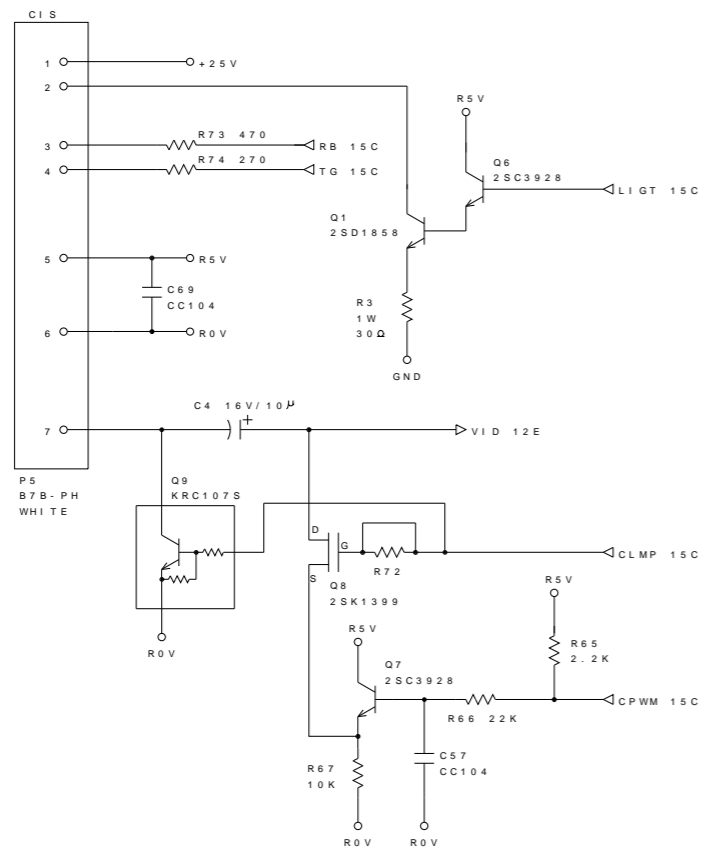 CIS
1
+25V
2
R5V
R73 470
3
RB 15C
Q6
2SC3928
R74 270
4
TG 15C
LIGT 15C
Q1
2SD1858
5
R5V
C69
CC104
R3
1W
30Ω
6
R0V
GND
C4 16V/10μ
+
7
VID 12E
P5
B7B-PH
WHITE
Q9
KRC107S
D
G
CLMP 15C
R72
S
Q8
2SK1399
R5V
R0V
R5V
R65
2.2K
Q7
2SC3928
CPWM 15C
R66 22K
R67
10K
C57
CC104
R0V
R0V